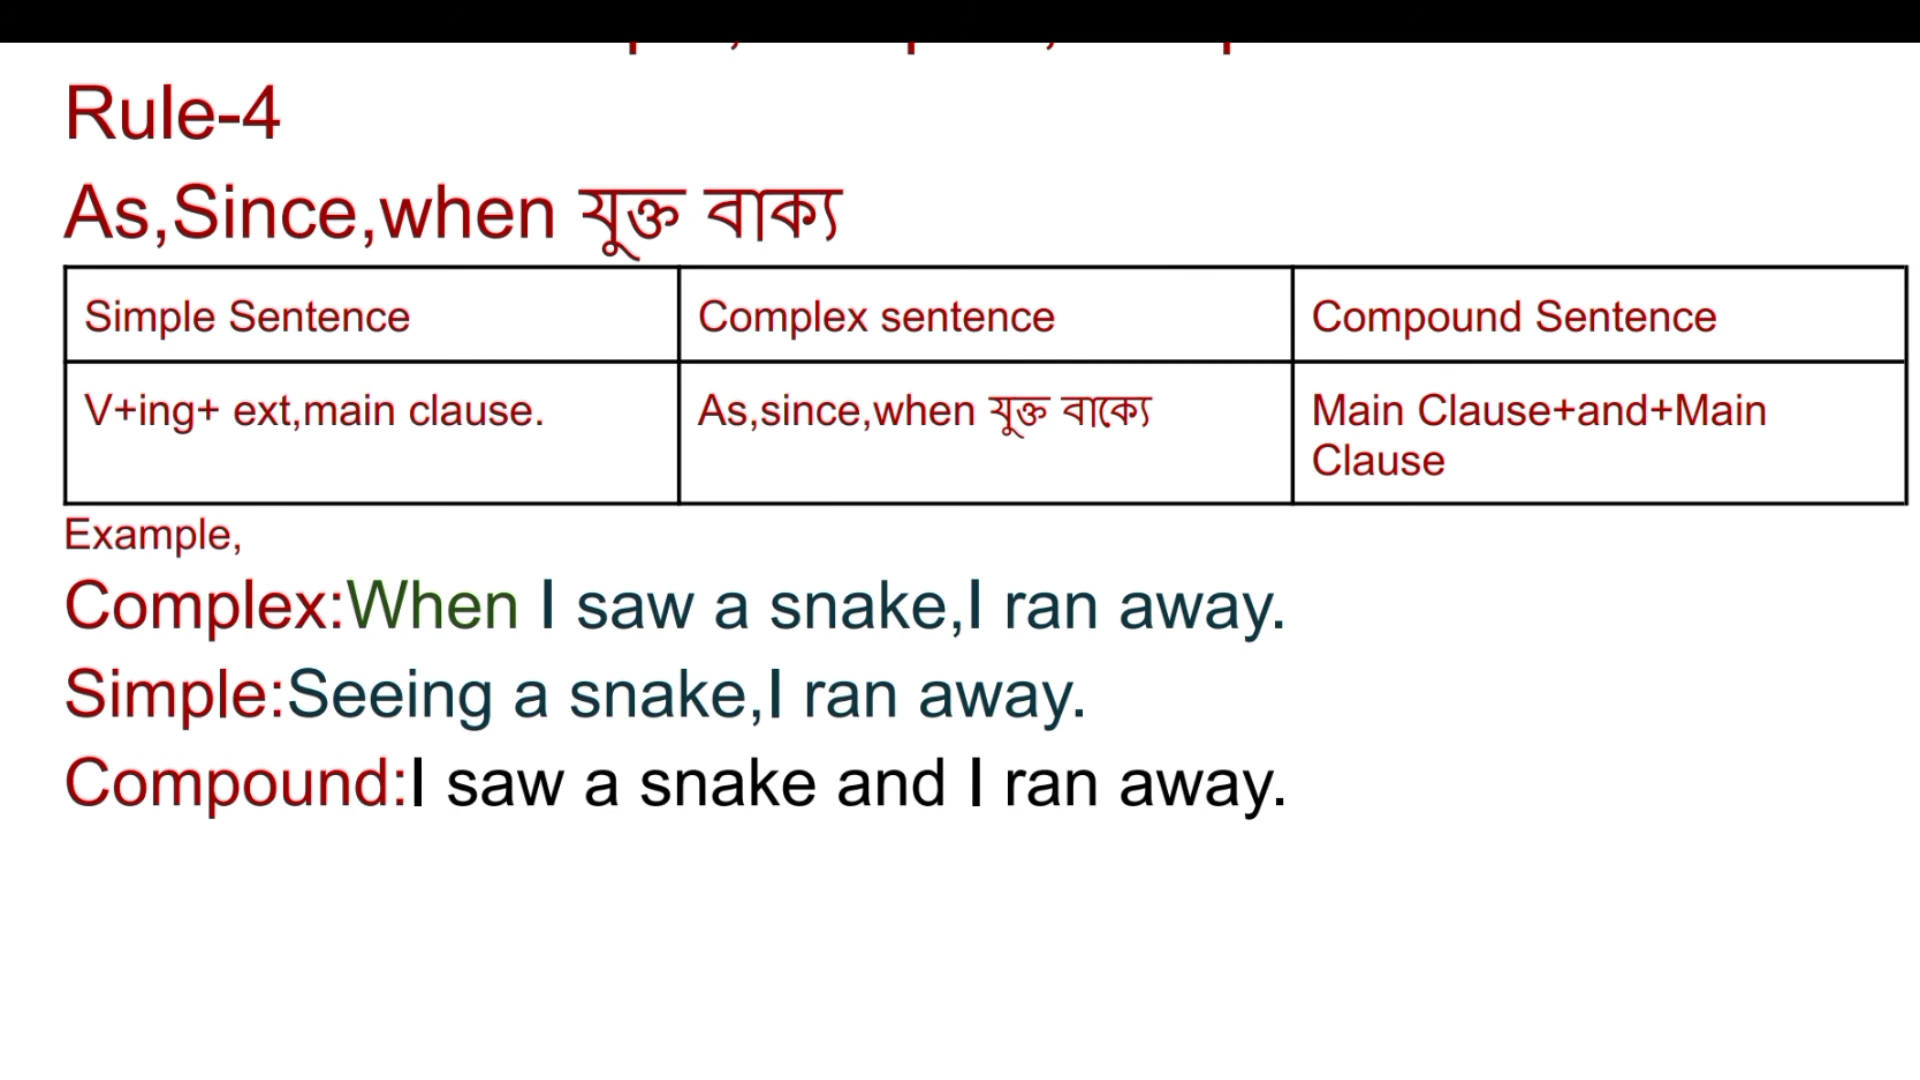 Rule-4
As,Since,when যুক্ত বাক্য
Simple Sentence
Complex sentence
Compound Sentence
V+ing+ ext,main clause.
As,since,when যুক্ত বাক্যে
Main Clause+and+Main
Clause
Example,
Complex:When I saw a snake,I ran away.
Simple:Seeing a snake,I ran away.
Compound:I saw a snake and I ran away.